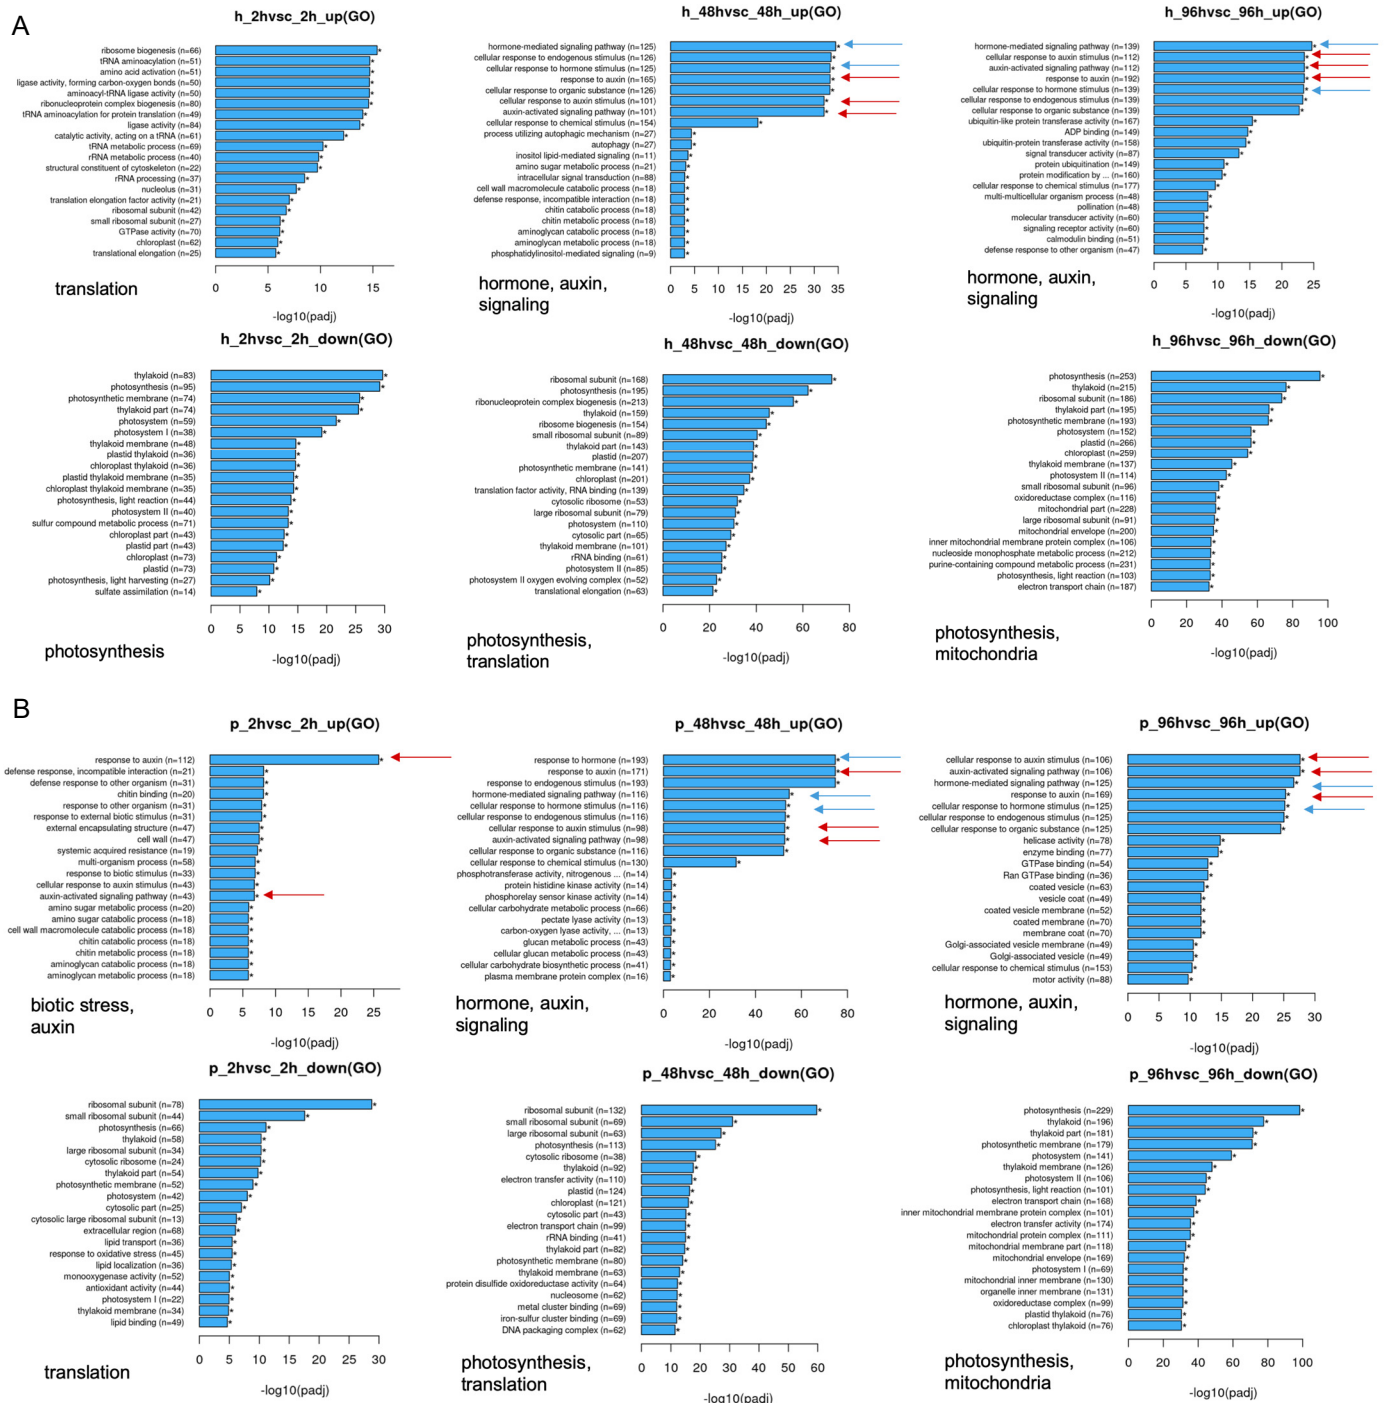 A
h_2hvsc_2h_up(GO)
ribosome biogenesis (n=66)
tRNA aminoacylation (n=51)
amino acid activation (n=51)
ligase activity, forming carbon-oxygen bonds (n=50)
aminoacyl-tRNA ligase activity (n=50)
ribonucleoprotein complex biogenesis (n=80)
tRNA aminoacylation for protein translation (n=49)
ligase activity (n=84)
catalytic activity, acting on a tRNA (n=61)
tRNA metabolic process (n=69)
rRNA metabolic process (n=40)
structural constituent of cytoskeleton (n=22)
rRNA processing (n=37)
nucleolus (n=31)
translation elongation factor activity (n=21)
ribosomal subunit (n=42)
small ribosomal subunit (n=27)
GTPase activity (n=70)
chloroplast (n=62)
translational elongation (n=25)
0 5 10 15
translation
-log10(padj)
h_48hvsc_48h_up(GO)
hormone-mediated signaling pathway (n=125)
cellular response to endogenous stimulus (n=126)
cellular response to hormone stimulus (n=125)
response to auxin (n=165)
cellular response to organic substance (n=126)
cellular response to auxin stimulus (n=101)
auxin-activated signaling pathway (n=101)
cellular response to chemical stimulus (n=154)
process utilizing autophagic mechanism (n=27)
autophagy (n=27)
inositol lipid-mediated signaling (n=11)
amino sugar metabolic process (n=21)
intracellular signal transduction (n=88)
cell wall macromolecule catabolic process (n=18)
defense response, incompatible interaction (n=18)
chitin catabolic process (n=18)
chitin metabolic process (n=18)
aminoglycan catabolic process (n=18)
aminoglycan metabolic process (n=18)
phosphatidylinositol-mediated signaling (n=9)
0 5 10 15 20 25 30 35
hormone, auxin,
signaling
-log10(padj)
h_96hvsc_96h_up(GO)
hormone-mediated signaling pathway (n=139)
cellular response to auxin stimulus (n=112)
auxin-activated signaling pathway (n=112)
response to auxin (n=192)
cellular response to hormone stimulus (n=139)
cellular response to endogenous stimulus (n=139)
cellular response to organic substance (n=139)
ubiquitin-like protein transferase activity (n=167)
ADP binding (n=149)
ubiquitin-protein transferase activity (n=158)
signal transducer activity (n=87)
protein ubiquitination (n=149)
protein modification by ... (n=160)
cellular response to chemical stimulus (n=177)
multi-multicellular organism process (n=48)
pollination (n=48)
molecular transducer activity (n=60)
signaling receptor activity (n=60)
calmodulin binding (n=51)
defense response to other organism (n=47)
0 5 10 15 20 25
hormone, auxin,
signaling
-log10(padj)
h_2hvsc_2h_down(GO)
thylakoid (n=83)
photosynthesis (n=95)
photosynthetic membrane (n=74)
thylakoid part (n=74)
photosystem (n=59)
photosystem I (n=38)
thylakoid membrane (n=48)
plastid thylakoid (n=36)
chloroplast thylakoid (n=36)
plastid thylakoid membrane (n=35)
chloroplast thylakoid membrane (n=35)
photosynthesis, light reaction (n=44)
photosystem II (n=40)
sulfur compound metabolic process (n=71)
chloroplast part (n=43)
plastid part (n=43)
chloroplast (n=73)
plastid (n=73)
photosynthesis, light harvesting (n=27)
sulfate assimilation (n=14)
0 5 10 15 20 25 30
photosynthesis
-log10(padj)
h_48hvsc_48h_down(GO)
ribosomal subunit (n=168)
photosynthesis (n=195)
ribonucleoprotein complex biogenesis (n=213)
thylakoid (n=159)
ribosome biogenesis (n=154)
small ribosomal subunit (n=89)
thylakoid part (n=143)
plastid (n=207)
photosynthetic membrane (n=141)
chloroplast (n=201)
translation factor activity, RNA binding (n=139)
cytosolic ribosome (n=53)
large ribosomal subunit (n=79)
photosystem (n=110)
cytosolic part (n=65)
thylakoid membrane (n=101)
rRNA binding (n=61)
photosystem II (n=85)
photosystem II oxygen evolving complex (n=52)
translational elongation (n=63)
0 20 40 60 80
photosynthesis,
translation
-log10(padj)
h_96hvsc_96h_down(GO)
photosynthesis (n=253)
thylakoid (n=215)
ribosomal subunit (n=186)
thylakoid part (n=195)
photosynthetic membrane (n=193)
photosystem (n=152)
plastid (n=266)
chloroplast (n=259)
thylakoid membrane (n=137)
photosystem II (n=114)
small ribosomal subunit (n=96)
oxidoreductase complex (n=116)
mitochondrial part (n=228)
large ribosomal subunit (n=91)
mitochondrial envelope (n=200)
inner mitochondrial membrane protein complex (n=106)
nucleoside monophosphate metabolic process (n=212)
purine-containing compound metabolic process (n=231)
photosynthesis, light reaction (n=103)
electron transport chain (n=187)
0 20 40 60 80 100
photosynthesis,
mitochondria
-log10(padj)
B
p_2hvsc_2h_up(GO)
response to auxin (n=112)
defense response, incompatible interaction (n=21)
defense response to other organism (n=31)
chitin binding (n=20)
response to other organism (n=31)
response to external biotic stimulus (n=31)
external encapsulating structure (n=47)
cell wall (n=47)
systemic acquired resistance (n=19)
multi-organism process (n=58)
response to biotic stimulus (n=33)
cellular response to auxin stimulus (n=43)
auxin-activated signaling pathway (n=43)
amino sugar metabolic process (n=20)
amino sugar catabolic process (n=18)
cell wall macromolecule catabolic process (n=18)
chitin catabolic process (n=18)
chitin metabolic process (n=18)
aminoglycan catabolic process (n=18)
aminoglycan metabolic process (n=18)
0 5 10 15 20 25
biotic stress,
auxin
-log10(padj)
p_48hvsc_48h_up(GO)
response to hormone (n=193)
response to auxin (n=171)
response to endogenous stimulus (n=193)
hormone-mediated signaling pathway (n=116)
cellular response to hormone stimulus (n=116)
cellular response to endogenous stimulus (n=116)
cellular response to auxin stimulus (n=98)
auxin-activated signaling pathway (n=98)
cellular response to organic substance (n=116)
cellular response to chemical stimulus (n=130)
phosphotransferase activity, nitrogenous ... (n=14)
protein histidine kinase activity (n=14)
phosphorelay sensor kinase activity (n=14)
cellular carbohydrate metabolic process (n=66)
pectate lyase activity (n=13)
carbon-oxygen lyase activity, ... (n=13)
glucan metabolic process (n=43)
cellular glucan metabolic process (n=43)
cellular carbohydrate biosynthetic process (n=41)
plasma membrane protein complex (n=16)
0 20 40 60 80
hormone, auxin,
signaling
-log10(padj)
p_96hvsc_96h_up(GO)
cellular response to auxin stimulus (n=106)
auxin-activated signaling pathway (n=106)
hormone-mediated signaling pathway (n=125)
response to auxin (n=169)
cellular response to hormone stimulus (n=125)
cellular response to endogenous stimulus (n=125)
cellular response to organic substance (n=125)
helicase activity (n=78)
enzyme binding (n=77)
GTPase binding (n=54)
Ran GTPase binding (n=36)
coated vesicle (n=63)
vesicle coat (n=49)
coated vesicle membrane (n=52)
coated membrane (n=70)
membrane coat (n=70)
Golgi-associated vesicle membrane (n=49)
Golgi-associated vesicle (n=49)
cellular response to chemical stimulus (n=153)
motor activity (n=88)
0 5 10 15 20 25 30
hormone, auxin,
signaling
-log10(padj)
p_2hvsc_2h_down(GO)
ribosomal subunit (n=78)
small ribosomal subunit (n=44)
photosynthesis (n=66)
thylakoid (n=58)
large ribosomal subunit (n=34)
cytosolic ribosome (n=24)
thylakoid part (n=54)
photosynthetic membrane (n=52)
photosystem (n=42)
cytosolic part (n=25)
cytosolic large ribosomal subunit (n=13)
extracellular region (n=68)
lipid transport (n=36)
response to oxidative stress (n=45)
lipid localization (n=36)
monooxygenase activity (n=52)
antioxidant activity (n=44)
photosystem I (n=22)
thylakoid membrane (n=34)
lipid binding (n=49)
0 5 10 15 20 25 30
translation
-log10(padj)
p_48hvsc_48h_down(GO)
ribosomal subunit (n=132)
small ribosomal subunit (n=69)
large ribosomal subunit (n=63)
photosynthesis (n=113)
cytosolic ribosome (n=38)
thylakoid (n=92)
electron transfer activity (n=110)
plastid (n=124)
chloroplast (n=121)
cytosolic part (n=43)
electron transport chain (n=99)
rRNA binding (n=41)
thylakoid part (n=82)
photosynthetic membrane (n=80)
thylakoid membrane (n=63)
protein disulfide oxidoreductase activity (n=64)
nucleosome (n=62)
metal cluster binding (n=69)
iron-sulfur cluster binding (n=69)
DNA packaging complex (n=62)
0 10 20 30 40 50 60
photosynthesis,
translation
-log10(padj)
p_96hvsc_96h_down(GO)
photosynthesis (n=229)
thylakoid (n=196)
thylakoid part (n=181)
photosynthetic membrane (n=179)
photosystem (n=141)
thylakoid membrane (n=126)
photosystem II (n=106)
photosynthesis, light reaction (n=101)
electron transport chain (n=168)
inner mitochondrial membrane protein complex (n=101)
electron transfer activity (n=174)
mitochondrial protein complex (n=111)
mitochondrial membrane part (n=118)
mitochondrial envelope (n=169)
photosystem I (n=69)
mitochondrial inner membrane (n=130)
organelle inner membrane (n=131)
oxidoreductase complex (n=99)
plastid thylakoid (n=76)
chloroplast thylakoid (n=76)
0 20 40 60 80 100
photosynthesis,
mitochondria
-log10(padj)